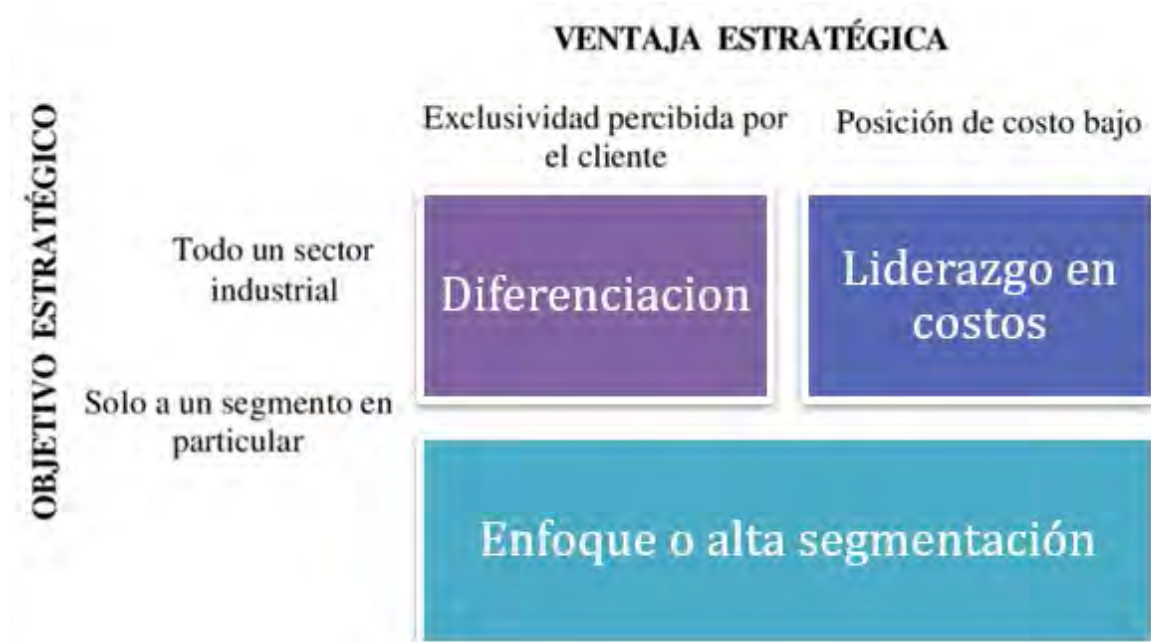 VENTAJA ESTRATÉGICA
Exclusividad percibida por
el cliente
Posición de costo bajo
OBJETIVO ESTRATÉGICO
Todo un sector
industrial
Diferenciacion
Liderazgo en
costos
Solo a un segmento en
particular
Enfoque o alta segmentación